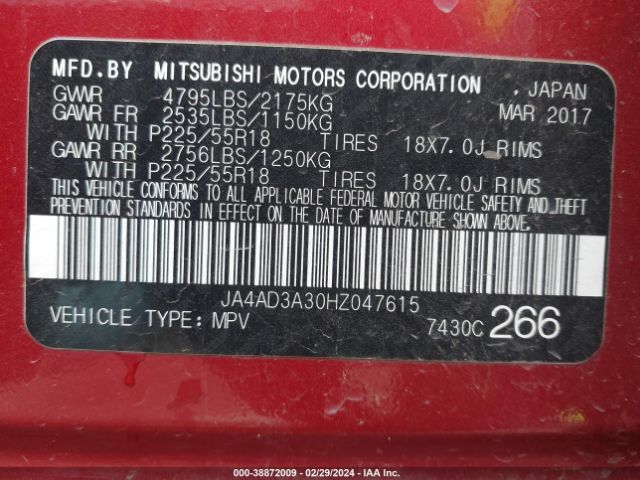 MFD.BY MITSUBISHI MOTORS CORPORATION . JAPAN
GVWR 4795LBS/2175KG MAR 2017
GAWR FR 2535LBS/1150KG
WITH P225/55R18 TIRES 18X7.0J RIMS
GAWR RR 2756LBS/1250KG
WITH P225/55R18 TIRES 18X7.0J RIMS
THIS VEHICLE CONFORMS TO ALL APPLICABLE FEDERAL MOTOR VEHICLE SAFETY AND THEFT
PREVENTION STANDARDS IN EFFECT ON THE DATE OF MANUFACTURE SHOWN ABOVE.
JA4AD3A30HZ047615
VEHICLE TYPE: MPV 7430C 266
000-38872009 - 02/29/2024 - IAAI.COM